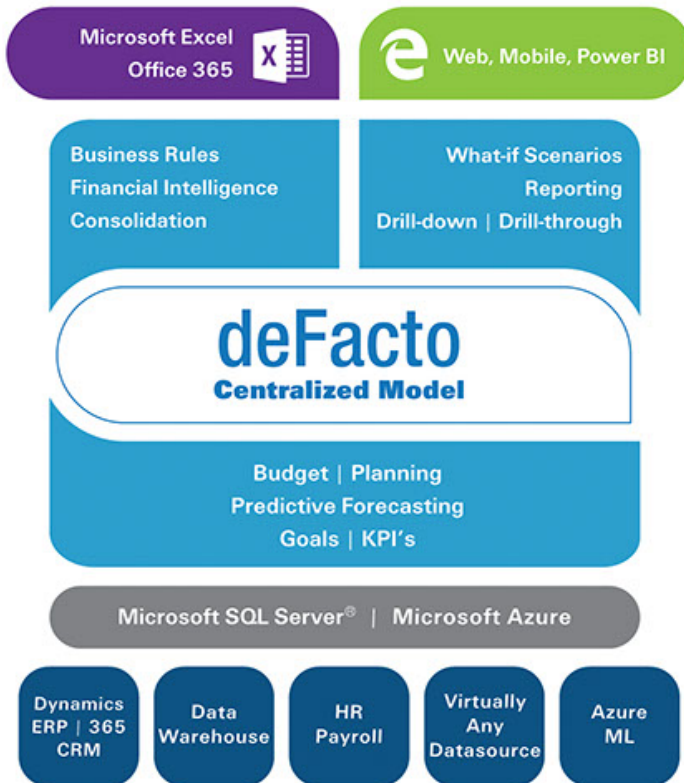 Microsoft Excel
Office 365
X
Web, Mobile, Power BI
Business Rules
Financial Intelligence
Consolidation
What-if Scenarios
Reporting
Drill-down | Drill-through
deFacto
Centralized Model
Budget | Planning
Predictive Forecasting
Goals | KPI's
Microsoft SQL Server® | Microsoft Azure
Dynamics
ERP | 365
CRM
Data
Warehouse
HR
Payroll
Virtually
Any
Datasource
Azure
ML